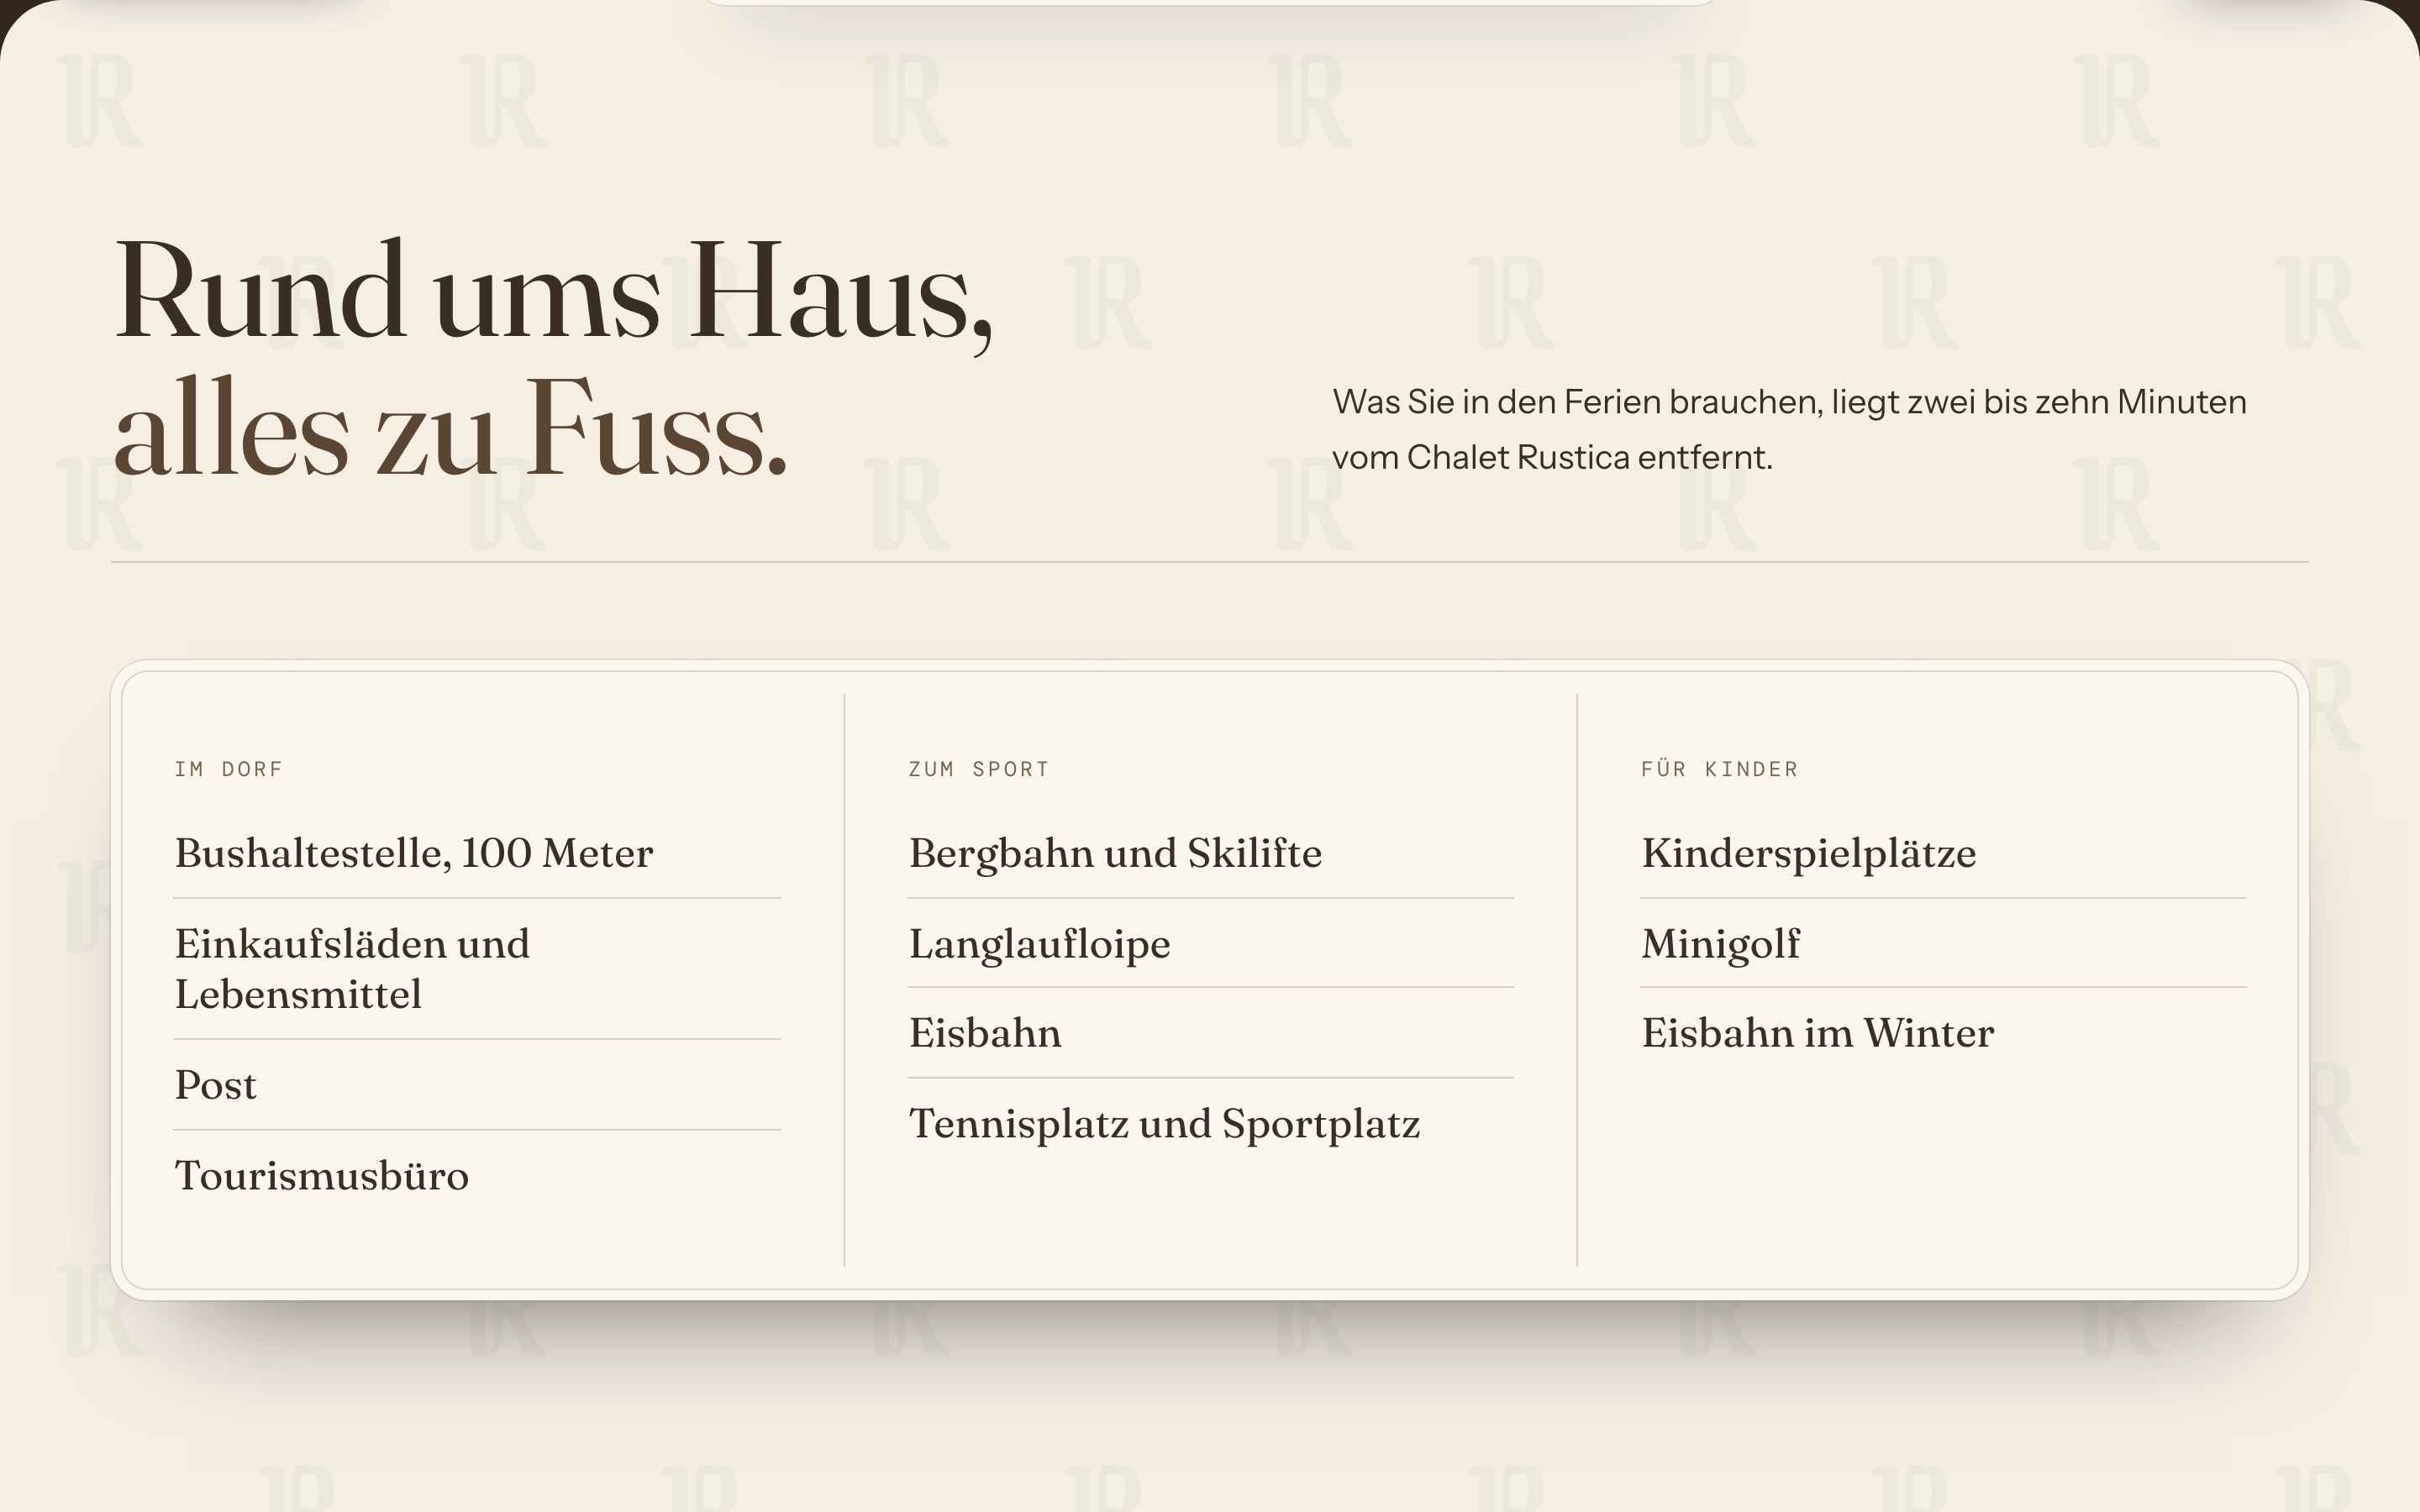 Rund ums Haus,
alles zu Fuss.
Was Sie in den Ferien brauchen, liegt zwei bis zehn Minuten
vom Chalet Rustica entfernt.
IM DORF
Bushaltestelle, 100 Meter
Einkaufsläden und
Lebensmittel
Post
Tourismusbüro
ZUM SPORT
Bergbahn und Skilifte
Langlaufloipe
Eisbahn
Tennisplatz und Sportplatz
FÜR KINDER
Kinderspielplätze
Minigolf
Eisbahn im Winter